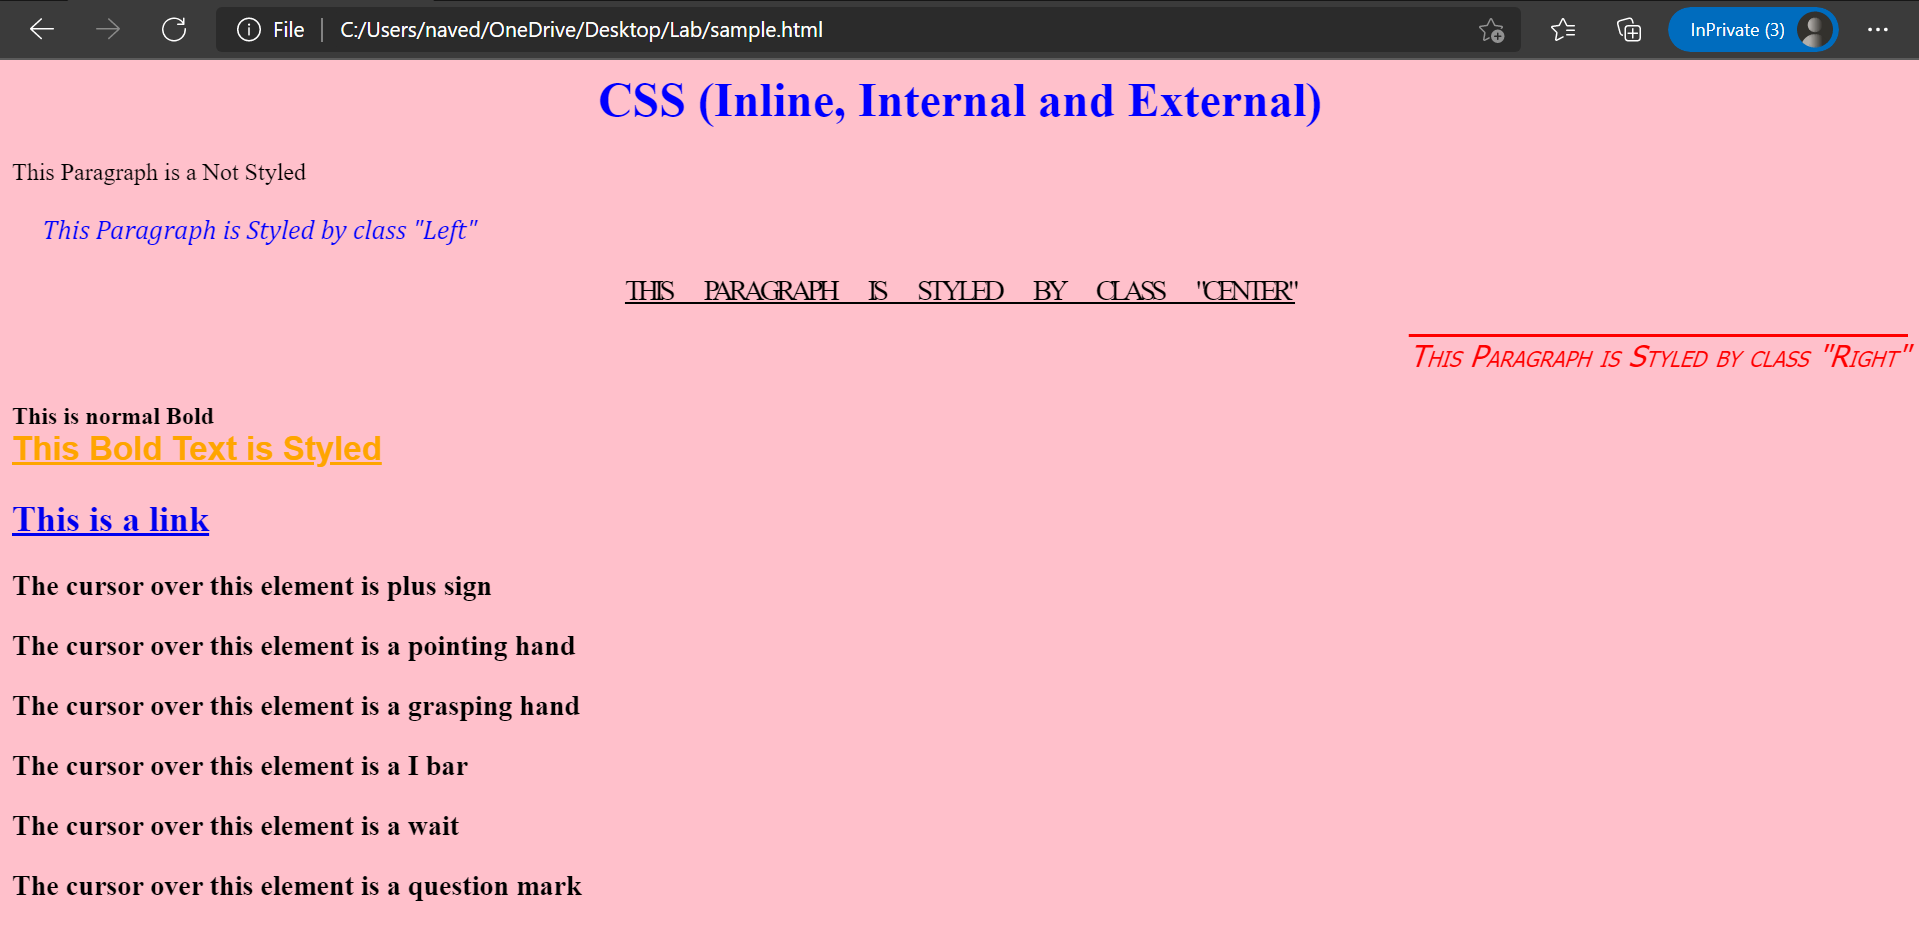 File C:/Users/naved/OneDrive/Desktop/Lab/sample.html InPrivate (3)
CSS (Inline, Internal and External)
This Paragraph is a Not Styled
This Paragraph is Styled by class "Left"
THIS PARAGRAPH IS STYLED BY CLASS "CENTER"
This Paragraph is Styled by class "Right"
This is normal Bold
This Bold Text is Styled
This is a link
The cursor over this element is plus sign
The cursor over this element is a pointing hand
The cursor over this element is a grasping hand
The cursor over this element is a I bar
The cursor over this element is a wait
The cursor over this element is a question mark